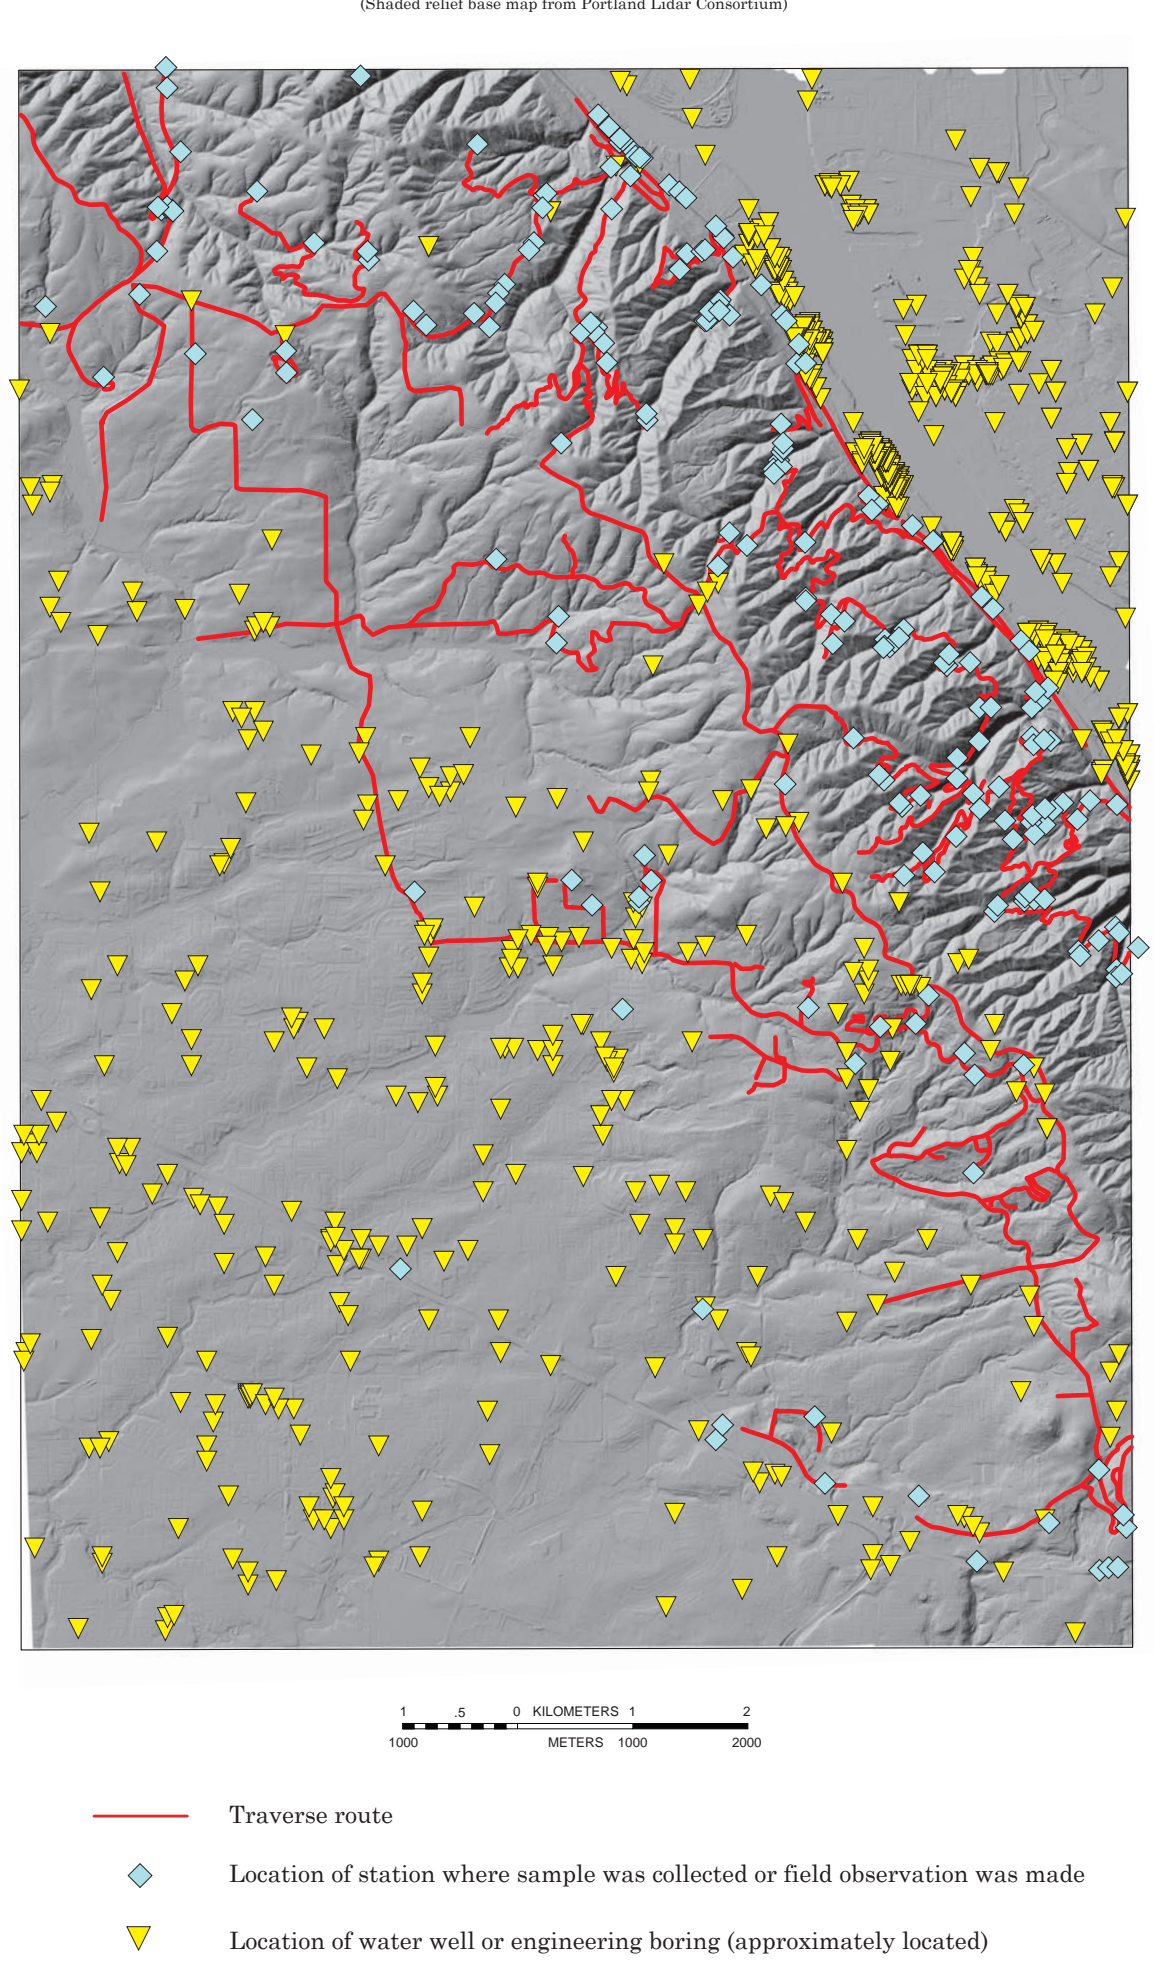 (Shaded relief base map from Portland Lidar Consortium)
1 .5 0 KILOMETERS 1 2
1000 METERS 1000 2000
Traverse route
Location of station where sample was collected or field observation was made
Location of water well or engineering boring (approximately located)